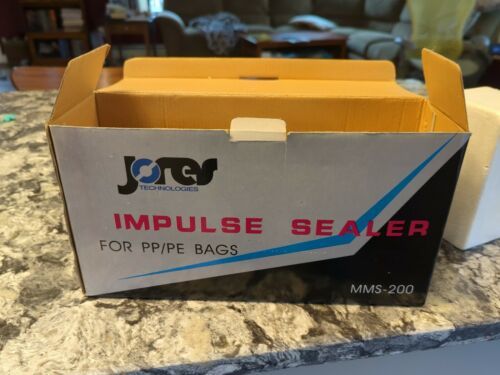 JORES
TECHNOLOGIES
IMPULSE SEALER
FOR PP/PE BAGS
MMS-200